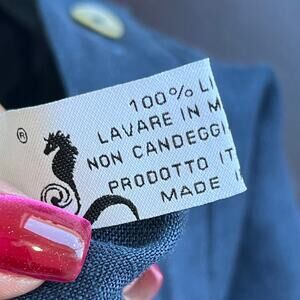 ®
100% LI
LAVARE IN M
NON CANDEGGI
PRODOTTO IT
MADE I